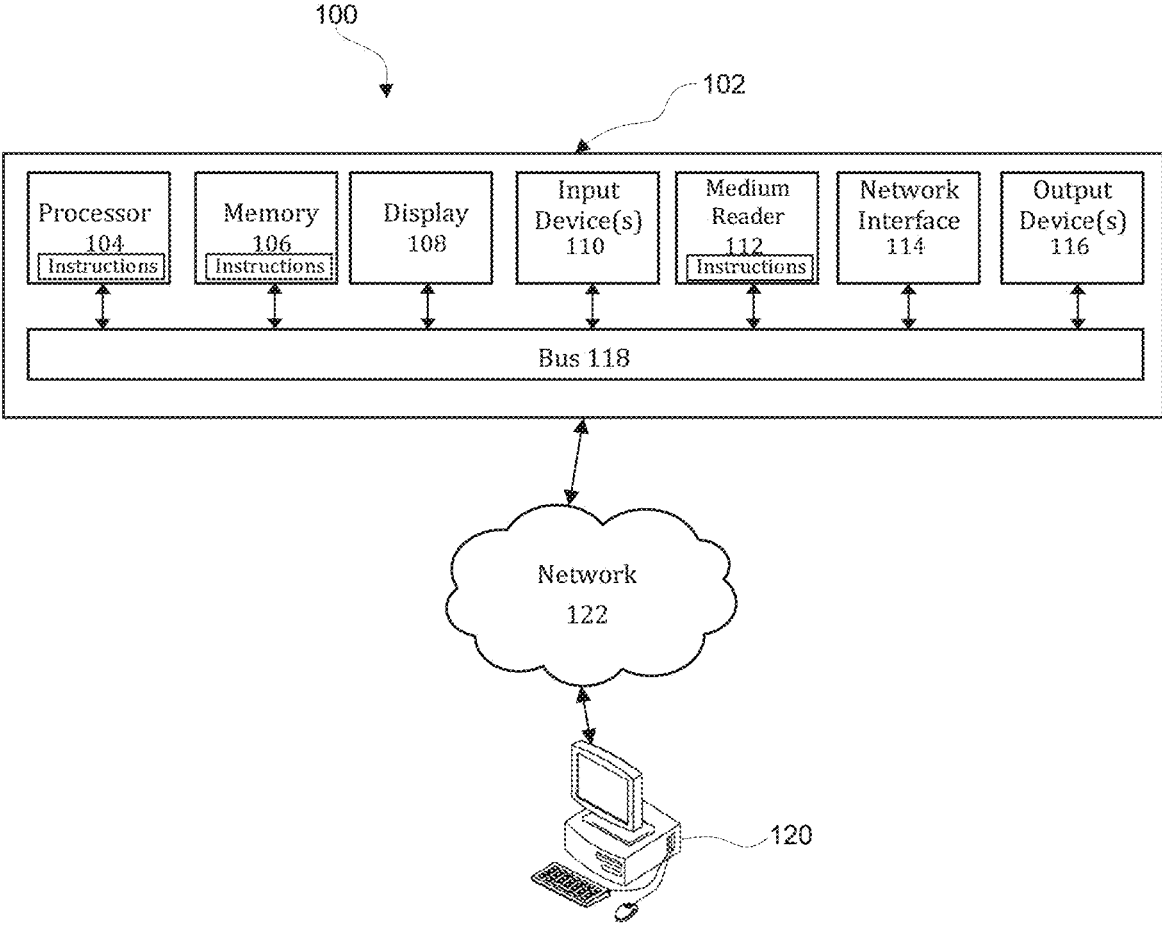 100
102
Processor
104
Instructions
Memory
106
Instructions
Display
108
Input
Device(s)
110
Medium
Reader
112
Instructions
Network
Interface
114
Output
Device(s)
116
Bus 118
Network
122
120